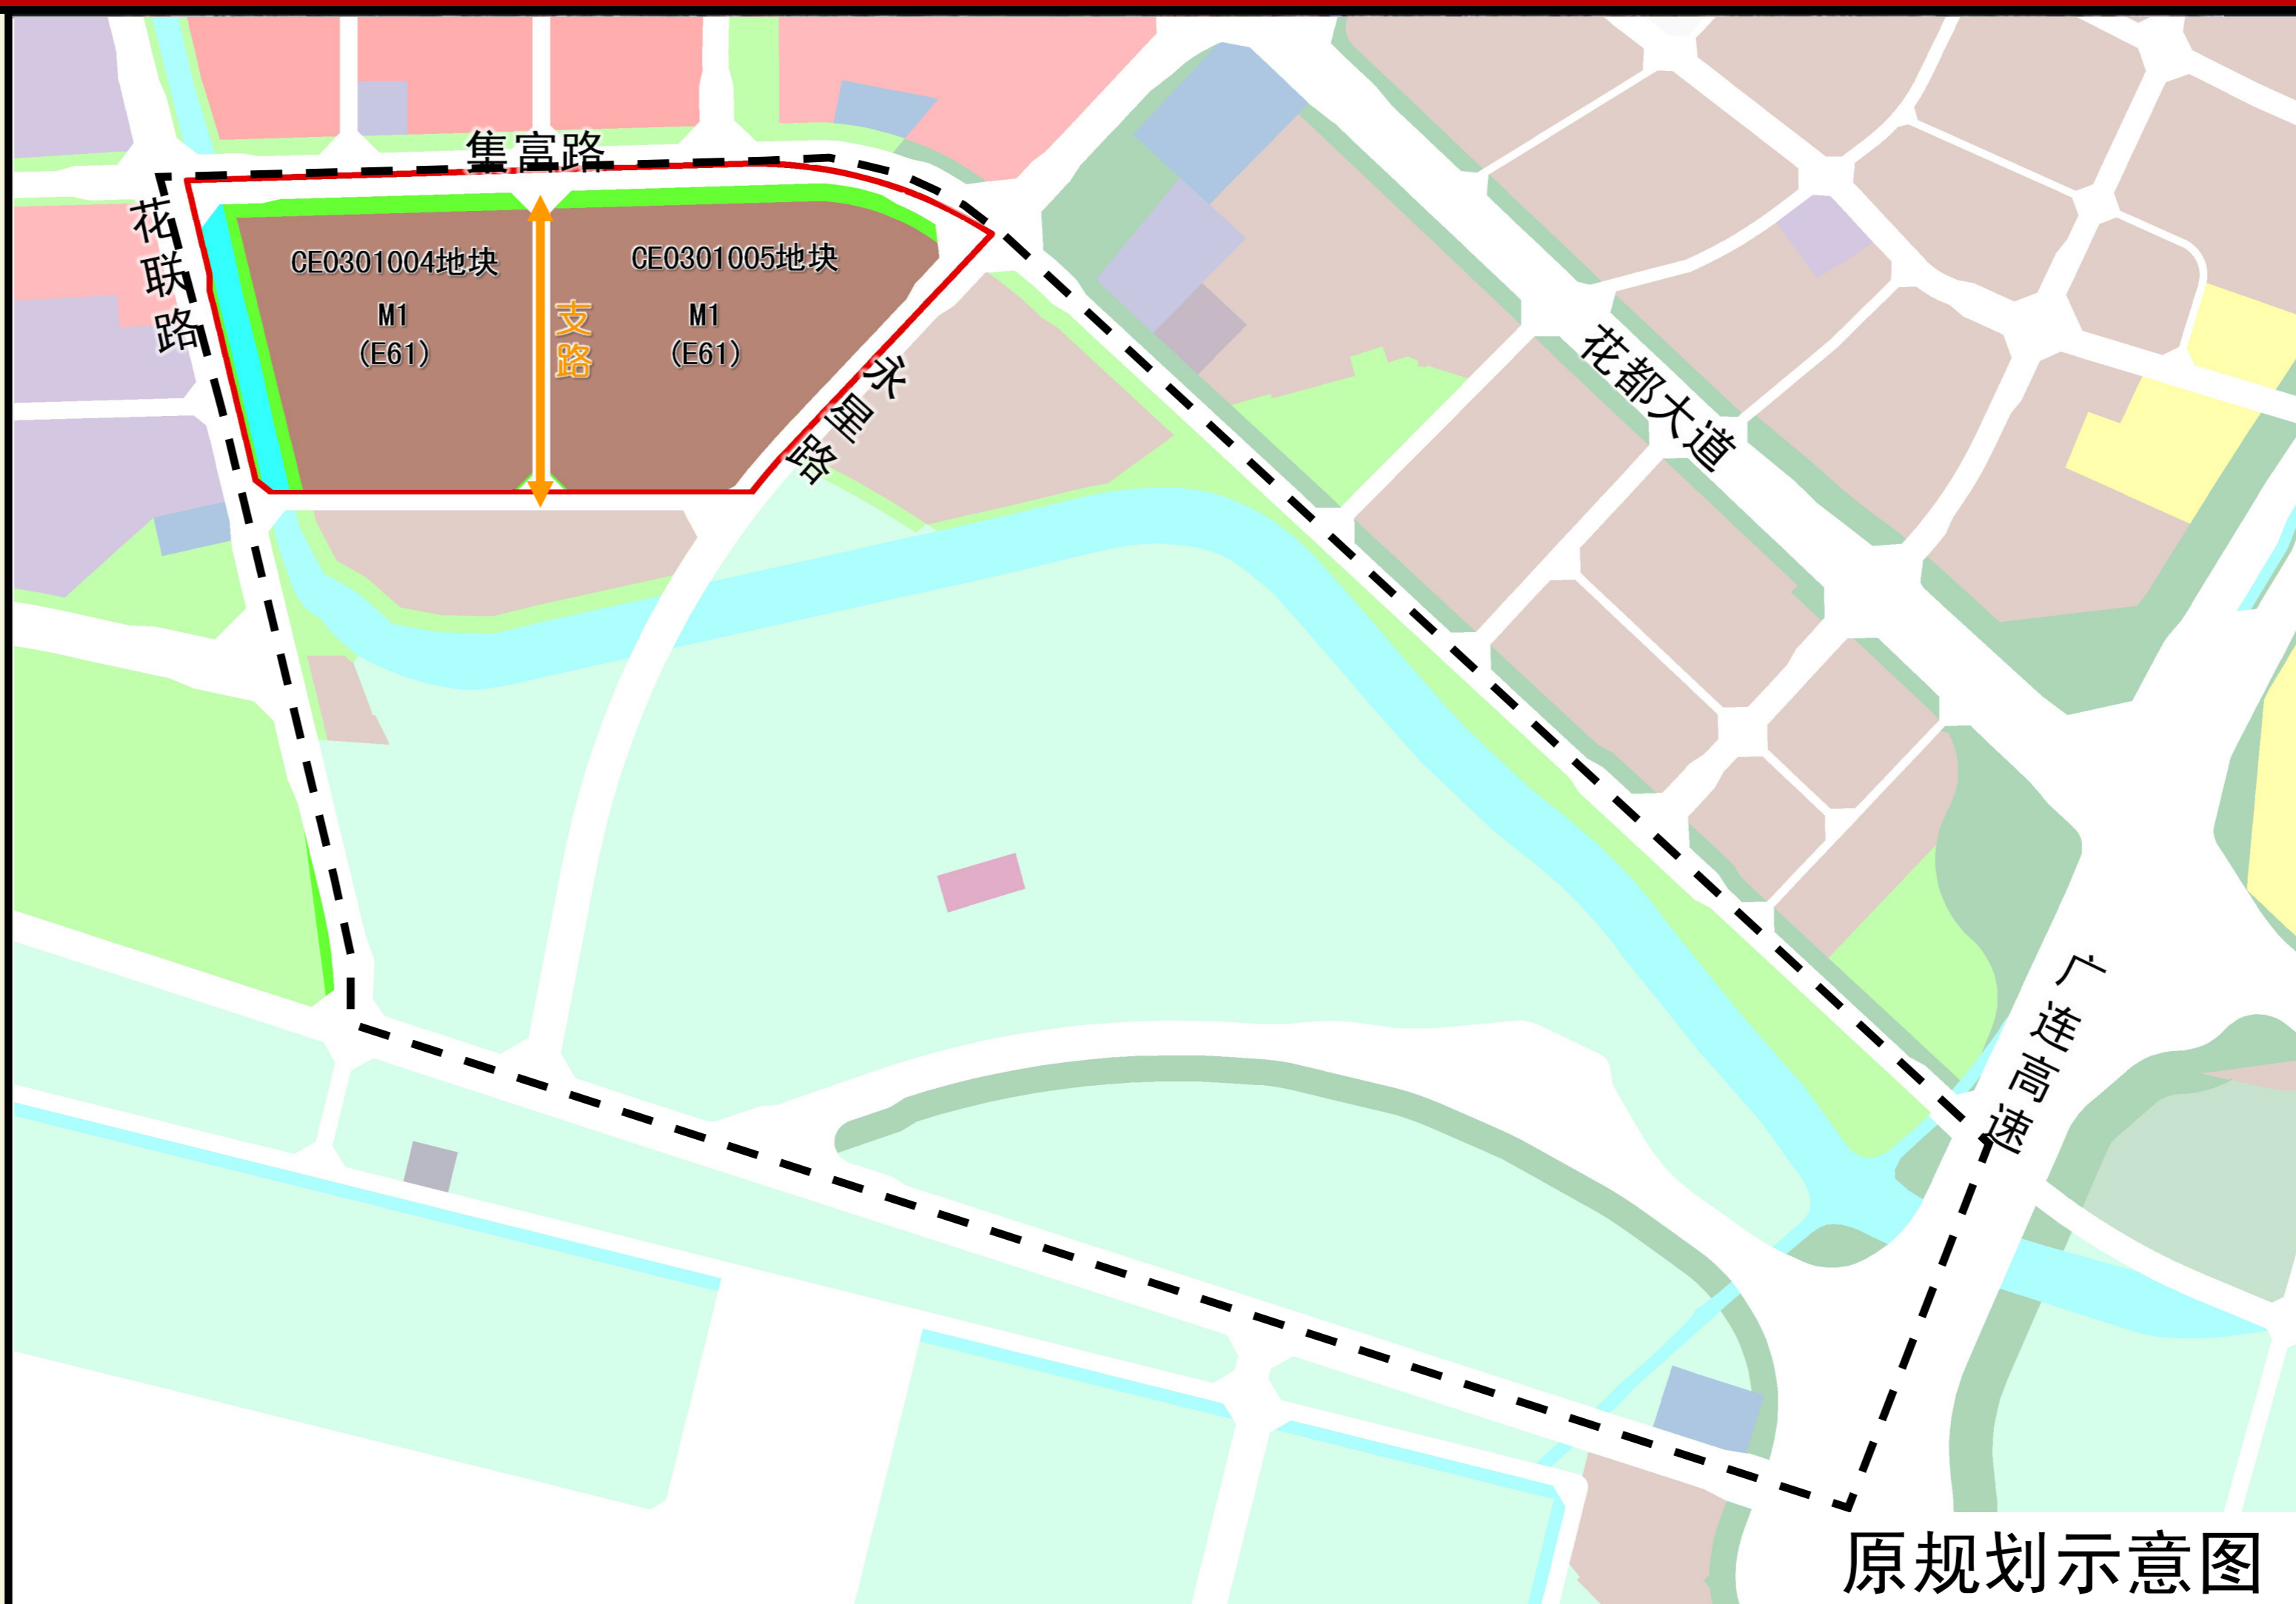 集富路
花联路
CE0301004地块
M1
(E61)
支路
CE0301005地块
M1
(E61)
永星路
花都大道
广连高速
原规划示意图